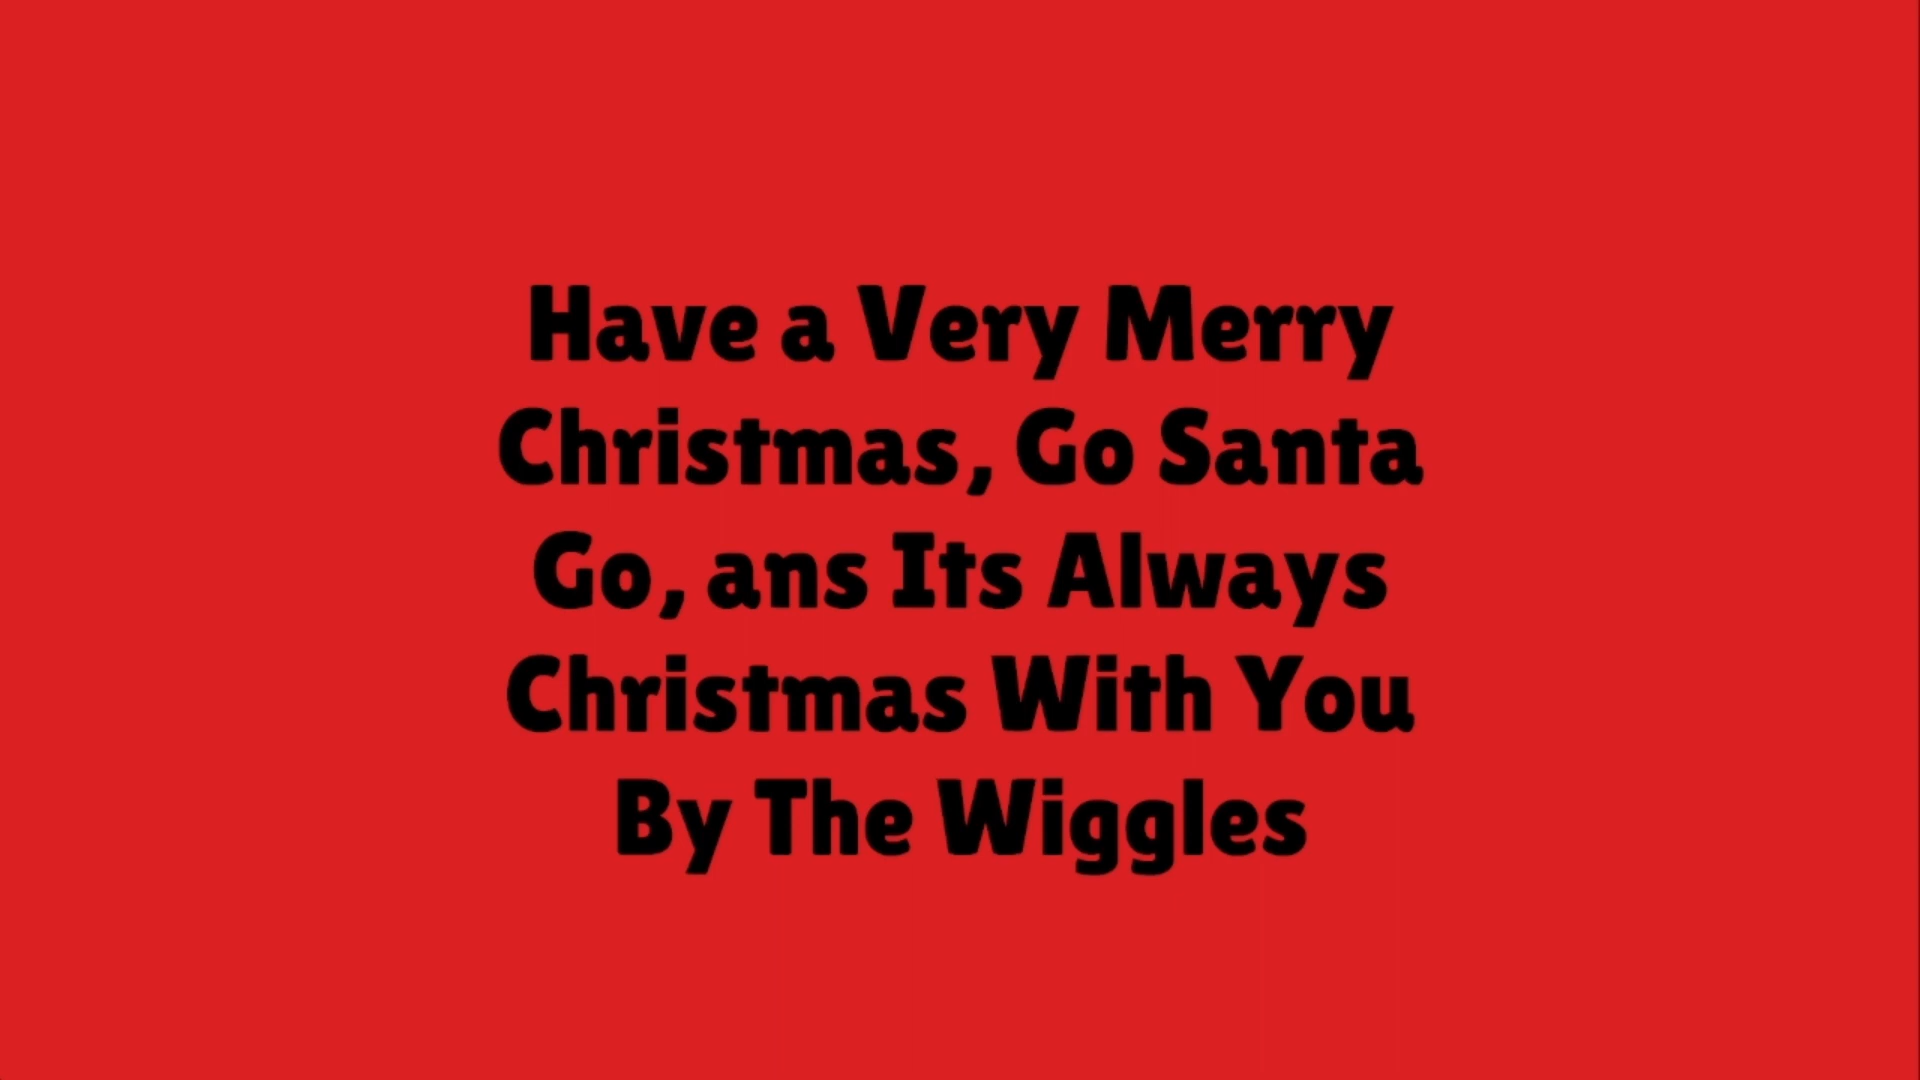 Have a Very Merry
Christmas, Go Santa
Go, ans Its Always
Christmas With You
By The Wiggles